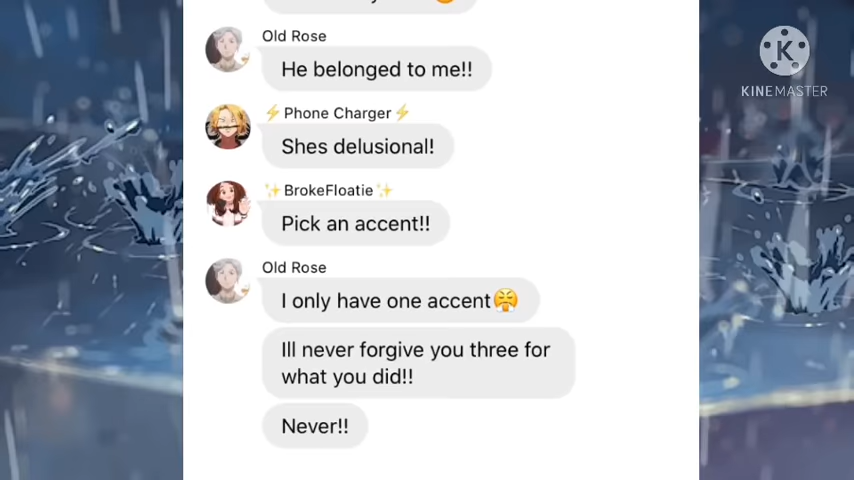 Old Rose
He belonged to me!!
⚡Phone Charger⚡
Shes delusional!
✨BrokeFloatie✨
Pick an accent!!
Old Rose
I only have one accent😤
Ill never forgive you three for
what you did!!
Never!!
K
KINEMASTER